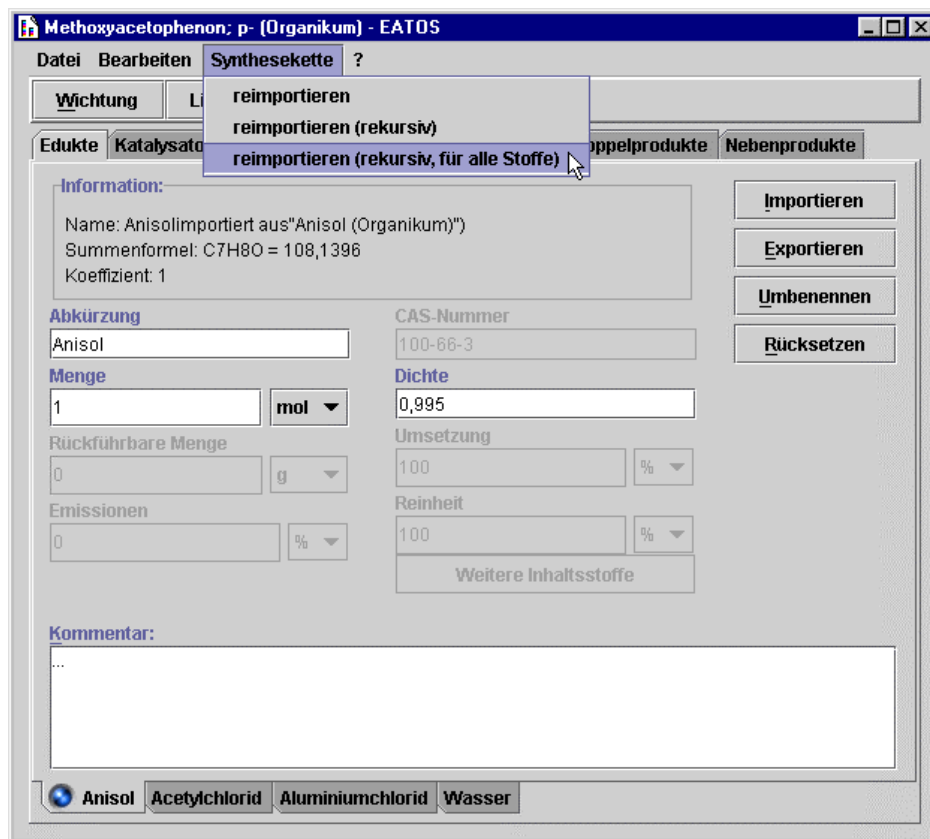 Methoxyacetophenon; p- (Organikum) - EATOS
Datei Bearbeiten Synthesekette ?
Wichtung Li
reimportieren
reimportieren (rekursiv)
reimportieren (rekursiv, für alle Stoffe)
Edukte Katalysato oppelprodukte Nebenprodukte
Information:
Name: Anisolimportiert aus"Anisol (Organikum)")
Summenformel: C7H8O = 108,1396
Koeffizient: 1
Importieren
Exportieren
Umbenennen
Rücksetzen
Abkürzung CAS-Nummer
Anisol 100-66-3
Menge Dichte
1 mol 0,995
Rückführbare Menge Umsetzung
0 g 100 %
Emissionen Reinheit
0 % 100 %
Weitere Inhaltsstoffe
Kommentar:
...
Anisol Acetylchlorid Aluminiumchlorid Wasser